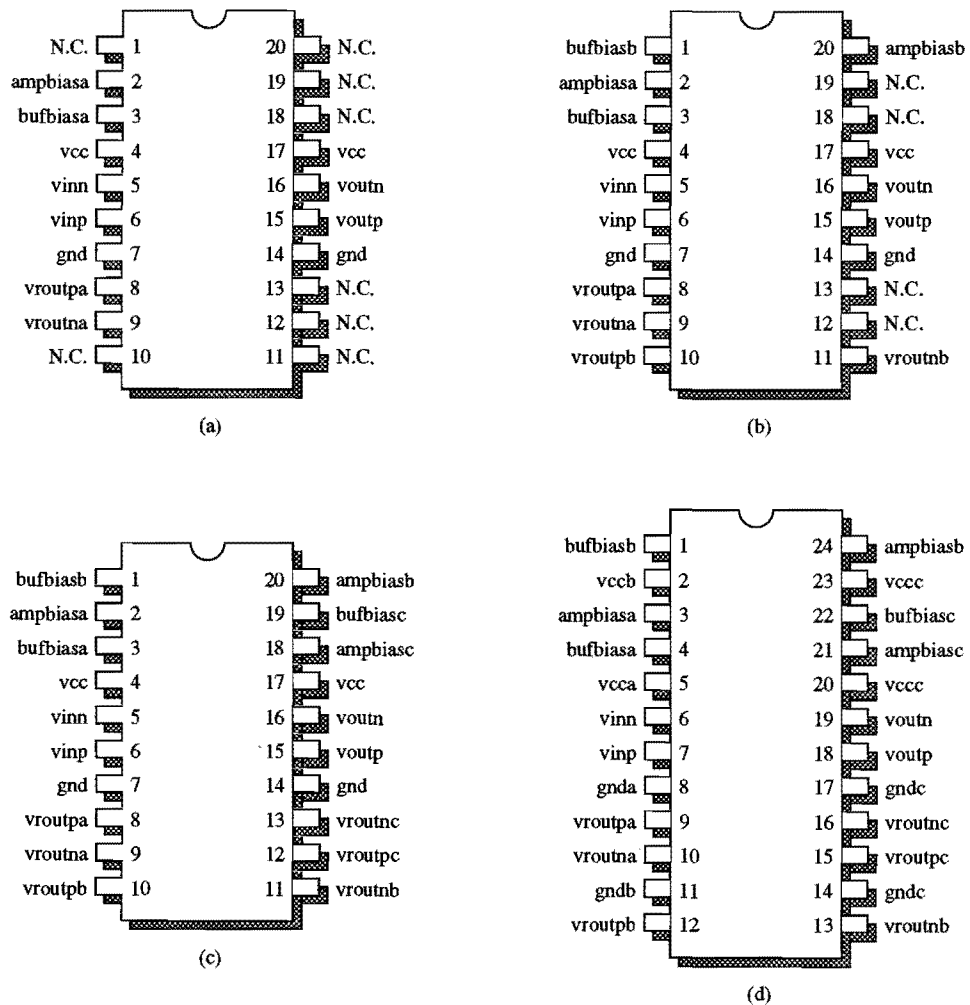 N.C. 1 20 N.C.
ampbiasa 2 19 N.C.
bufbiasa 3 18 N.C.
vcc 4 17 vcc
vinn 5 16 voutn
vinp 6 15 voutp
gnd 7 14 gnd
vroutpa 8 13 N.C.
vroutna 9 12 N.C.
N.C. 10 11 N.C.
(a)
bufbiasb 1 20 ampbiasb
ampbiasa 2 19 N.C.
bufbiasa 3 18 N.C.
vcc 4 17 vcc
vinn 5 16 voutn
vinp 6 15 voutp
gnd 7 14 gnd
vroutpa 8 13 N.C.
vroutna 9 12 N.C.
vroutpb 10 11 vroutnb
(b)
bufbiasb 1 20 ampbiasb
ampbiasa 2 19 bufbiasc
bufbiasa 3 18 ampbiasc
vcc 4 17 vcc
vinn 5 16 voutn
vinp 6 15 voutp
gnd 7 14 gnd
vroutpa 8 13 vroutnc
vroutna 9 12 vroutpc
vroutpb 10 11 vroutnb
(c)
bufbiasb 1 24 ampbiasb
vccb 2 23 vccc
ampbiasa 3 22 bufbiasc
bufbiasa 4 21 ampbiasc
vcca 5 20 vccc
vinn 6 19 voutn
vinp 7 18 voutp
gnda 8 17 gndc
vroutpa 9 16 vroutnc
vroutna 10 15 vroutpc
gndb 11 14 gndc
vroutpb 12 13 vroutnb
(d)